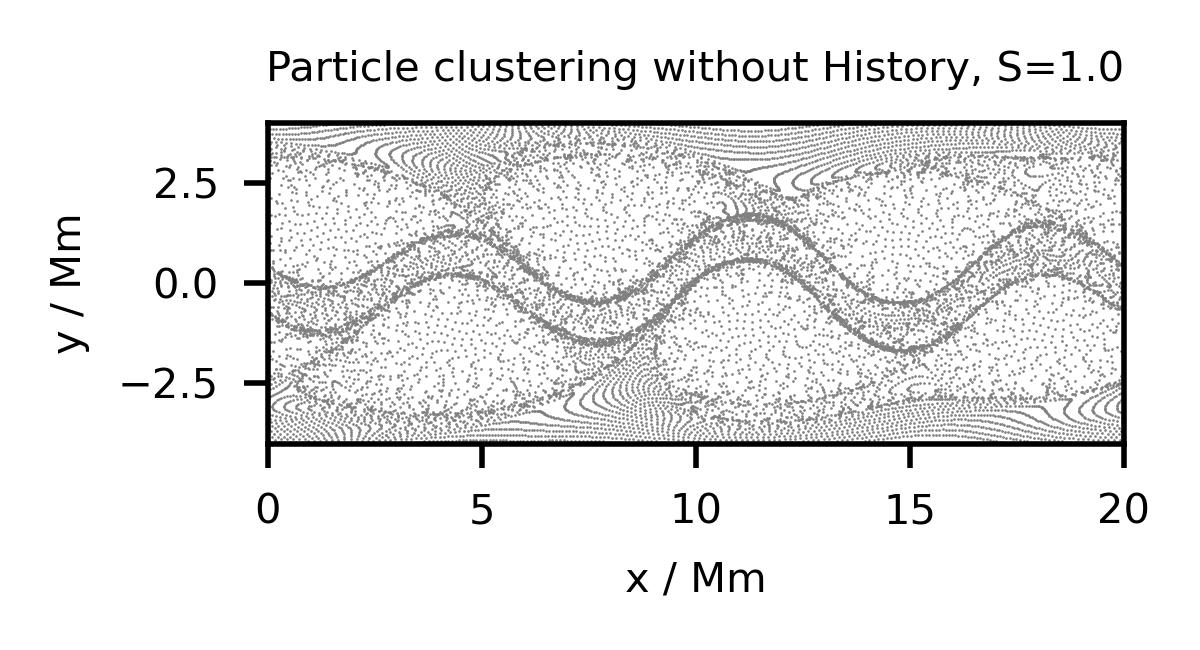 Particle clustering without History, S=1.0
y / Mm
2.5
0.0
−2.5
0 5 10 15 20
x / Mm